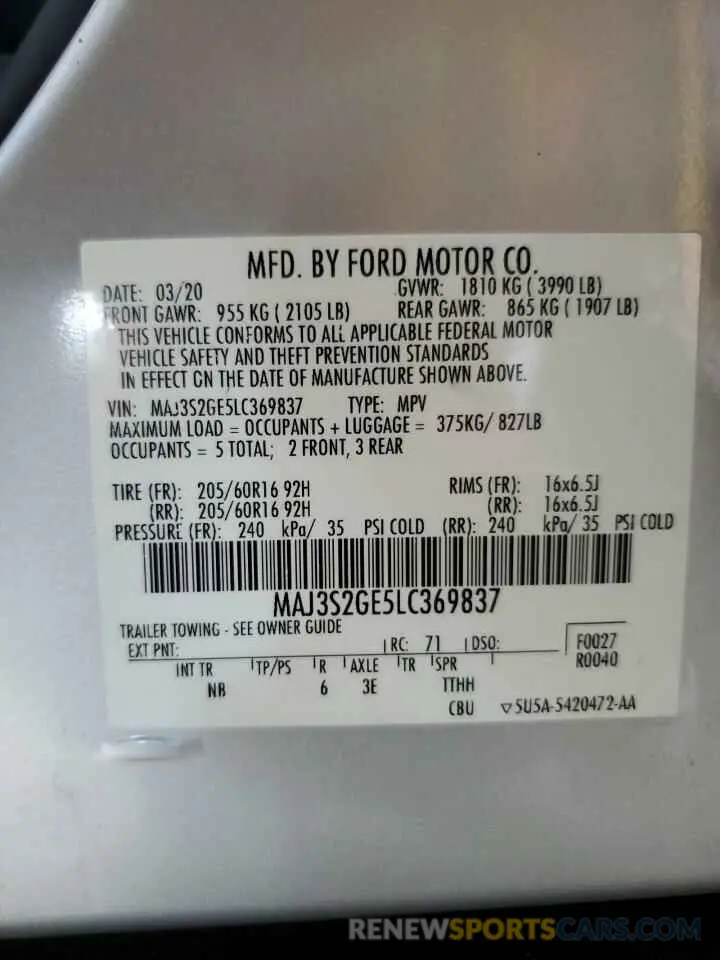 MFD. BY FORD MOTOR CO.
DATE: 03/20 GVWR: 1810 KG ( 3990 LB)
FRONT GAWR: 955 KG ( 2105 LB) REAR GAWR: 865 KG ( 1907 LB)
THIS VEHICLE CONFORMS TO ALL APPLICABLE FEDERAL MOTOR
VEHICLE SAFETY AND THEFT PREVENTION STANDARDS
IN EFFECT ON THE DATE OF MANUFACTURE SHOWN ABOVE.
VIN: MAJ3S2GE5LC369837 TYPE: MPV
MAXIMUM LOAD = OCCUPANTS + LUGGAGE = 375KG/ 827LB
OCCUPANTS = 5 TOTAL; 2 FRONT, 3 REAR
TIRE (FR): 205/60R16 92H RIMS (FR): 16x6.5J
(RR): 205/60R16 92H (RR): 16x6.5J
PRESSURE (FR): 240 kPa/ 35 PSI COLD (RR): 240 kPa/ 35 PSI COLD
MAJ3S2GE5LC369837
TRAILER TOWING - SEE OWNER GUIDE
EXT PNT: RC: 71 DSO: F0027
R0040
INT TR TP/PS R AXLE TR SPR
NB 6 3E TTHH
CBU ▽5U5A-5420472-AA
RENEWSPORTSCARS.COM